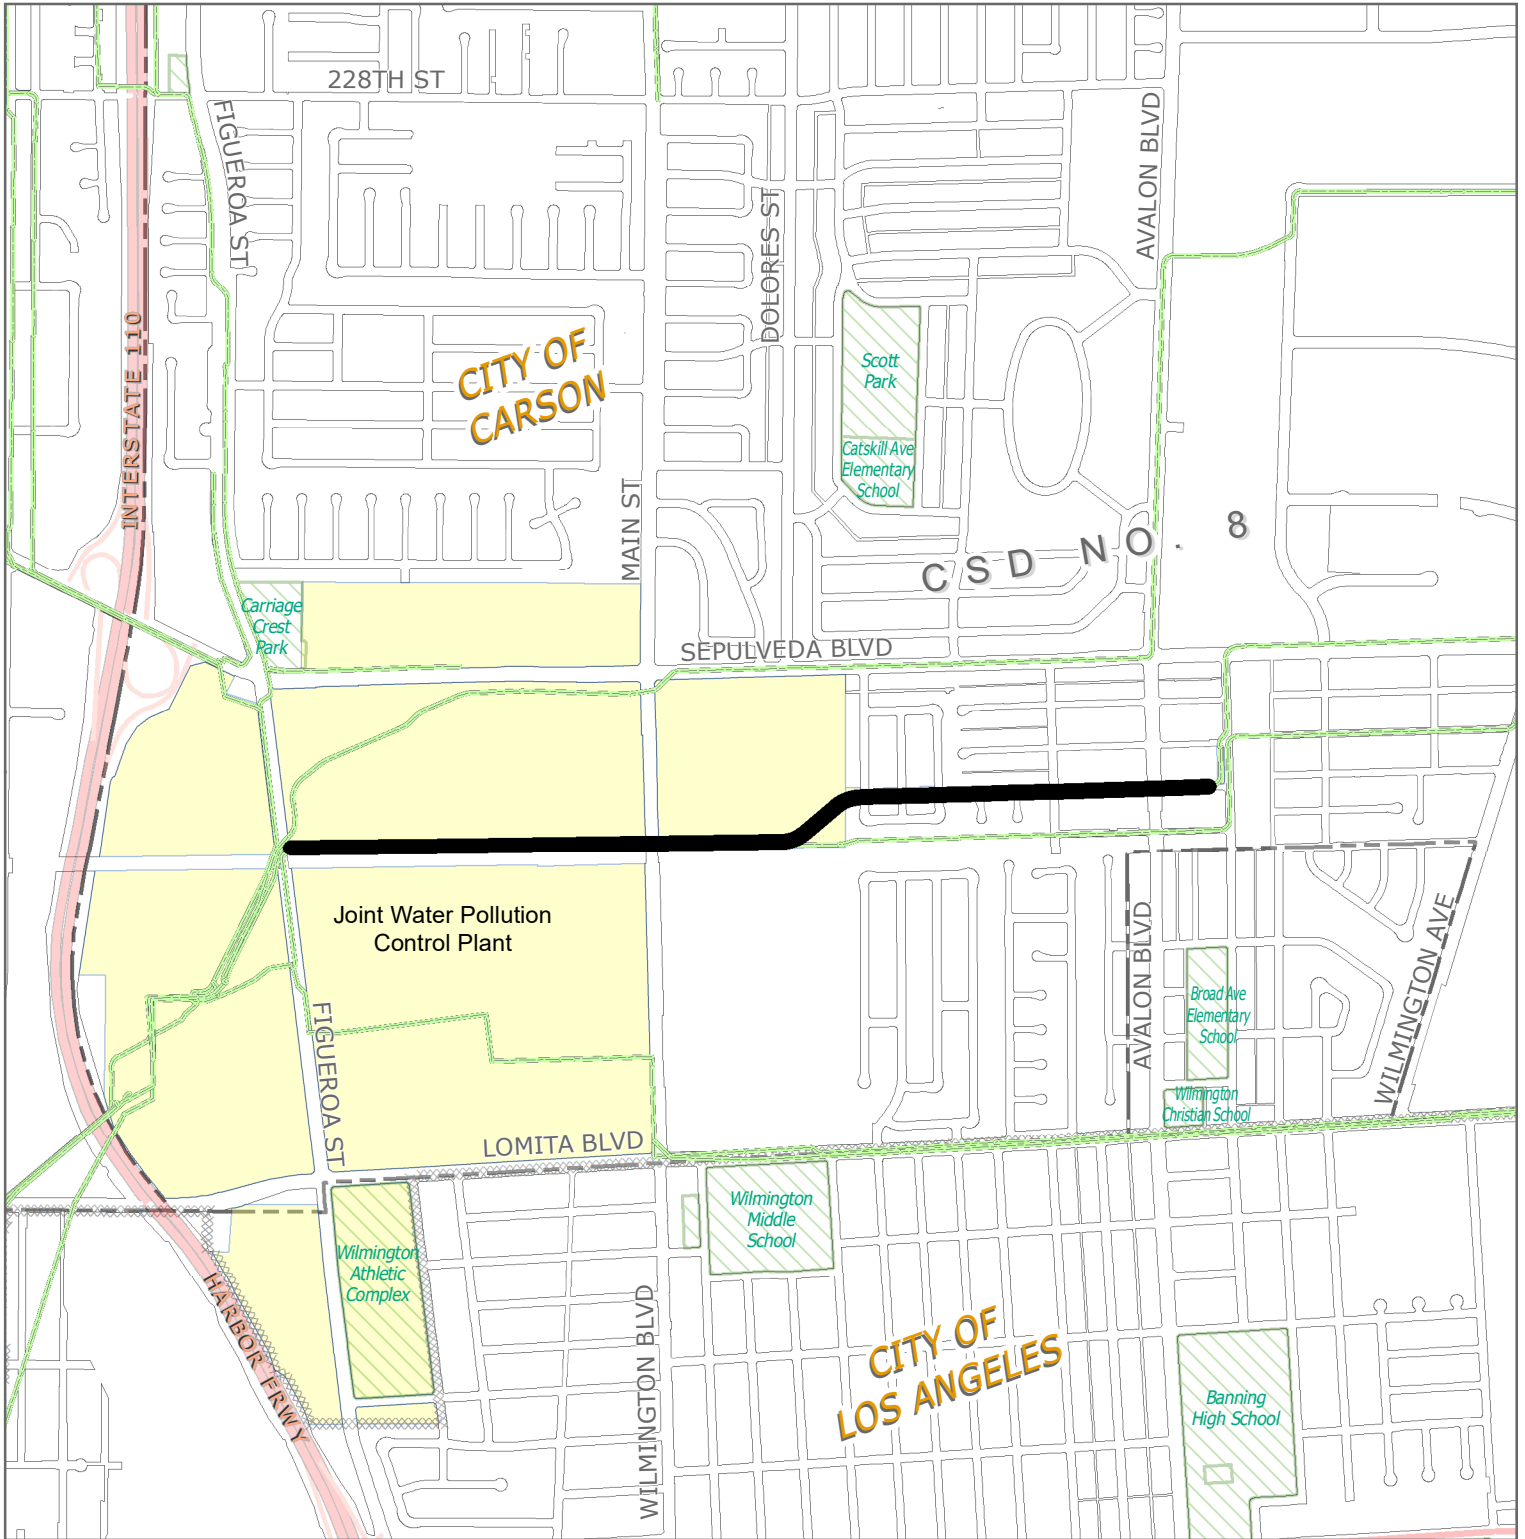 228TH ST
FIGUEROA ST
AVALON BLVD
DOLORES ST
INTERSTATE 110
CITY OF
CARSON
Scott
Park
Catskill Ave
Elementary
School
MAIN ST
CSD NO. 8
Carriage
Crest
Park
SEPULVEDA BLVD
Joint Water Pollution
Control Plant
FIGUEROA ST
AVALON BLVD
WILMINGTON AVE
Broad Ave
Elementary
School
Wilmington
Christian School
LOMITA BLVD
Wilmington
Middle
School
Wilmington
Athletic
Complex
HARBOR FRWY
WILMINGTON BLVD
CITY OF
LOS ANGELES
Banning
High School